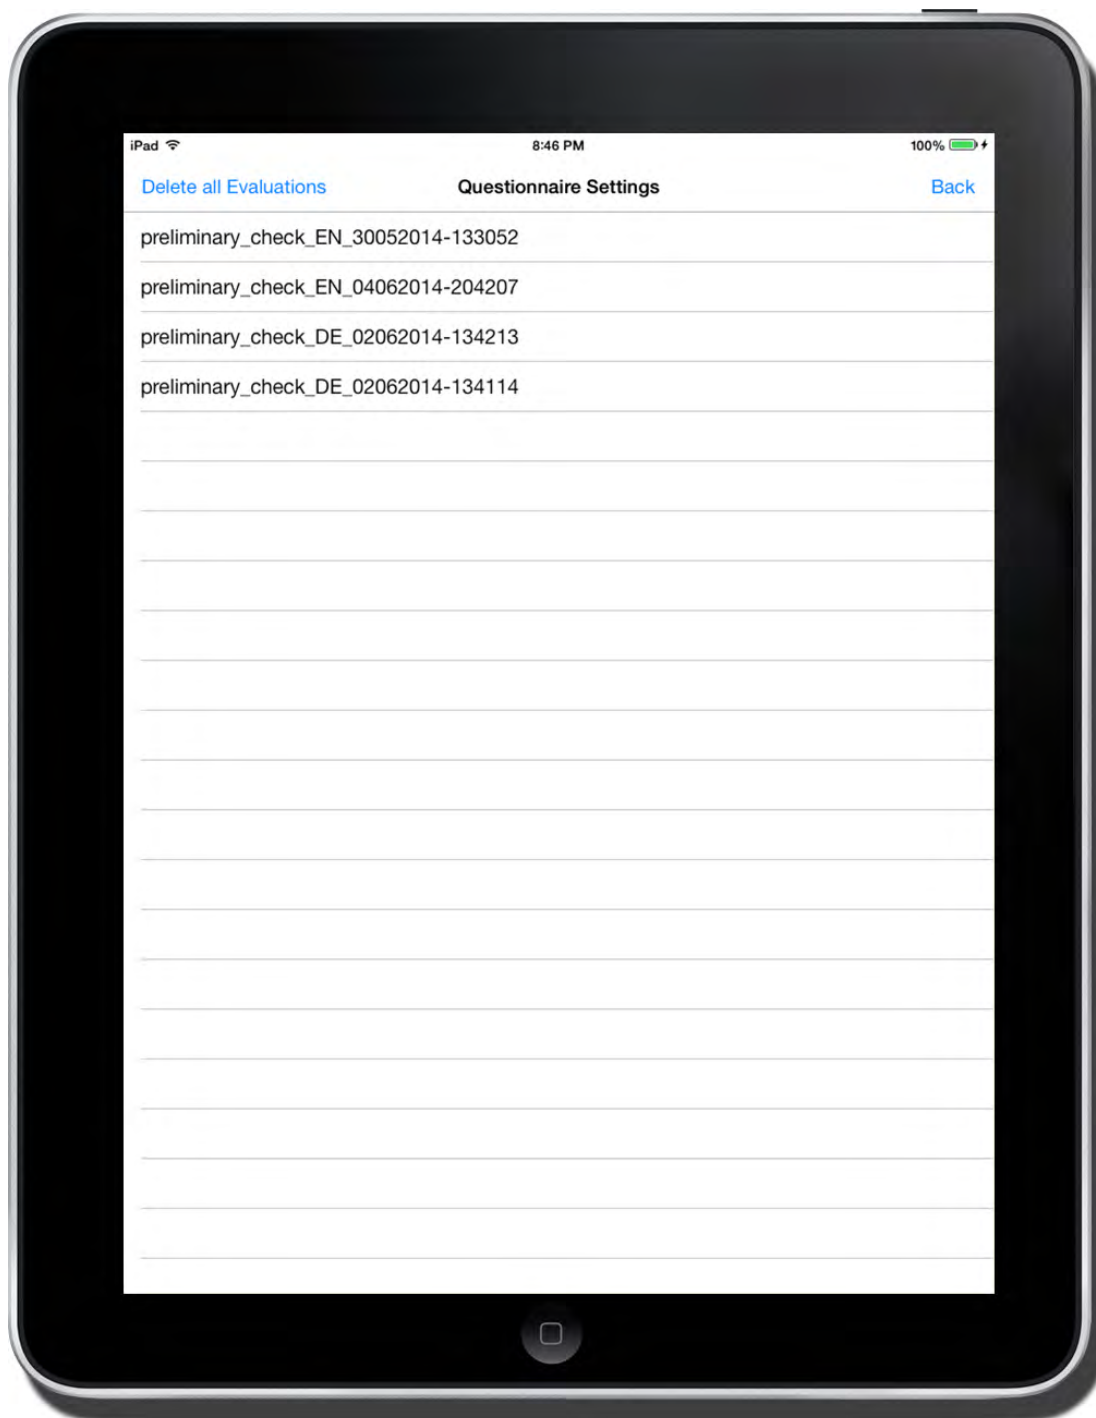 iPad 8:46 PM 100%
Delete all Evaluations Questionnaire Settings Back
preliminary_check_EN_30052014-133052
preliminary_check_EN_04062014-204207
preliminary_check_DE_02062014-134213
preliminary_check_DE_02062014-134114